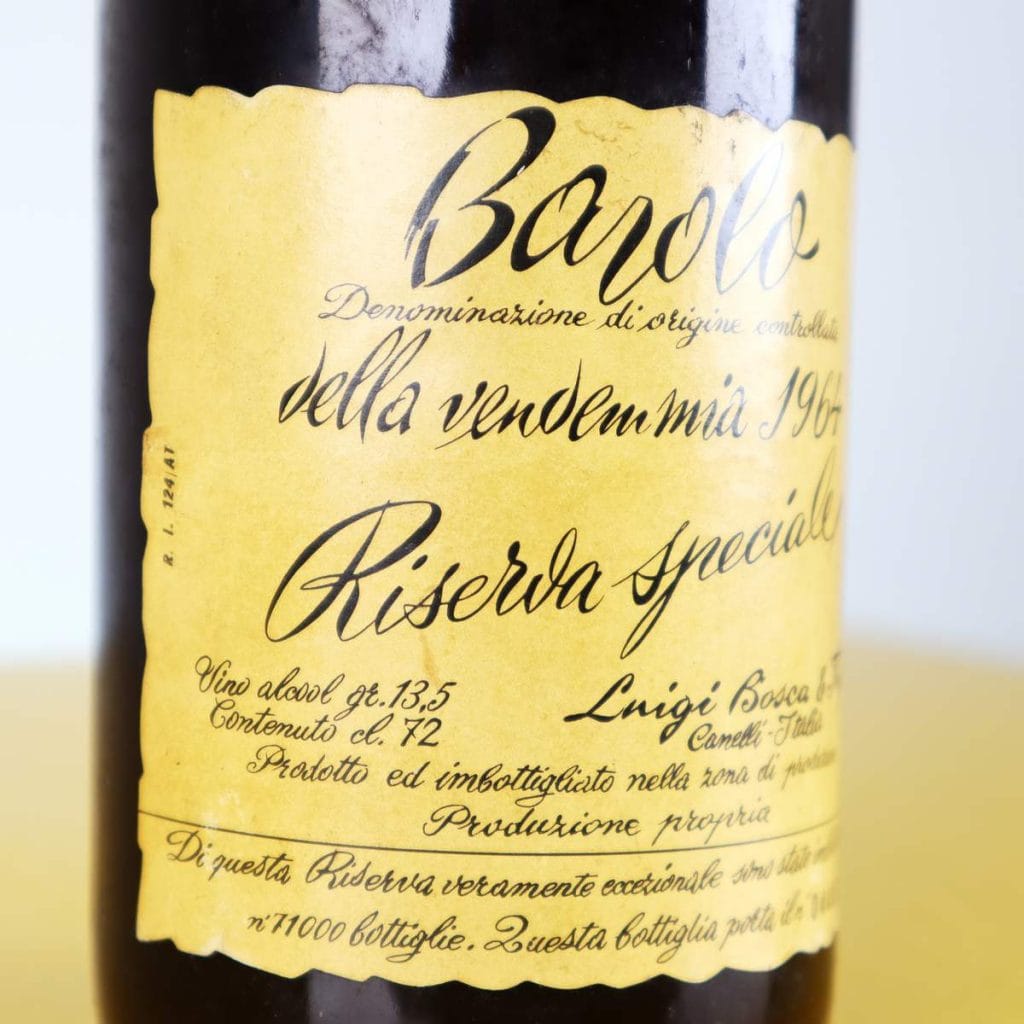 Barolo
Denominazione di origine controllata
della vendemmia 1964
Riserva speciale
R. I. 124/AT
Vino alcool gr. 13,5
Contenuto cl. 72
Luigi Bosca &
Canelli - Italia
Prodotto ed imbottigliato nella zona di
Produzione propria
Di questa Riserva veramente eccezionale sono state
n° 71000 bottiglie. Questa bottiglia porta il n°